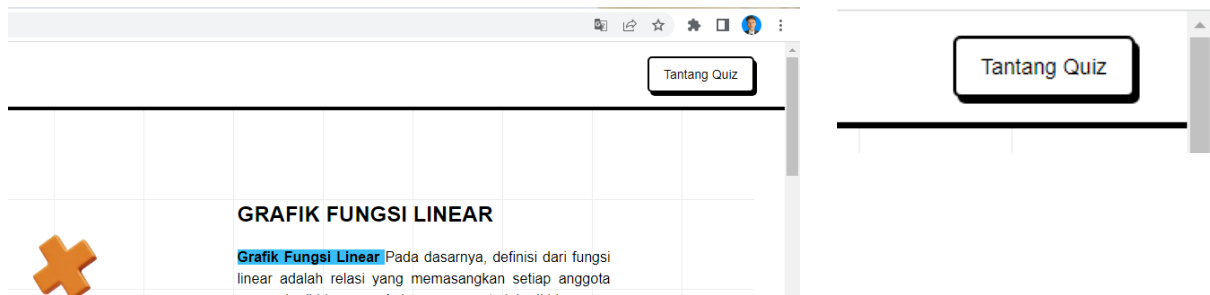 Tantang Quiz
GRAFIK FUNGSI LINEAR
Grafik Fungsi Linear Pada dasarnya, definisi dari fungsi
linear adalah relasi yang memasangkan setiap anggota
Tantang Quiz